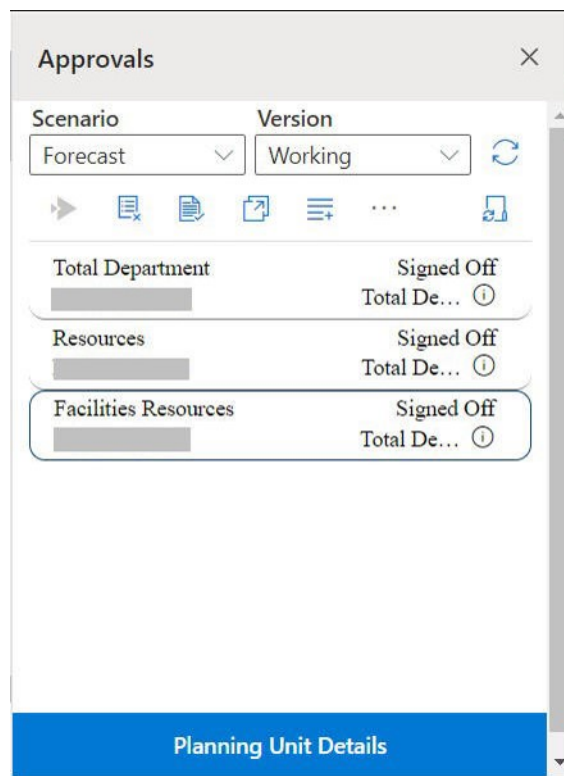 Approvals
Scenario Version
Forecast Working
...
Total Department Signed Off
Total De...
Resources Signed Off
Total De...
Facilities Resources Signed Off
Total De...
Planning Unit Details